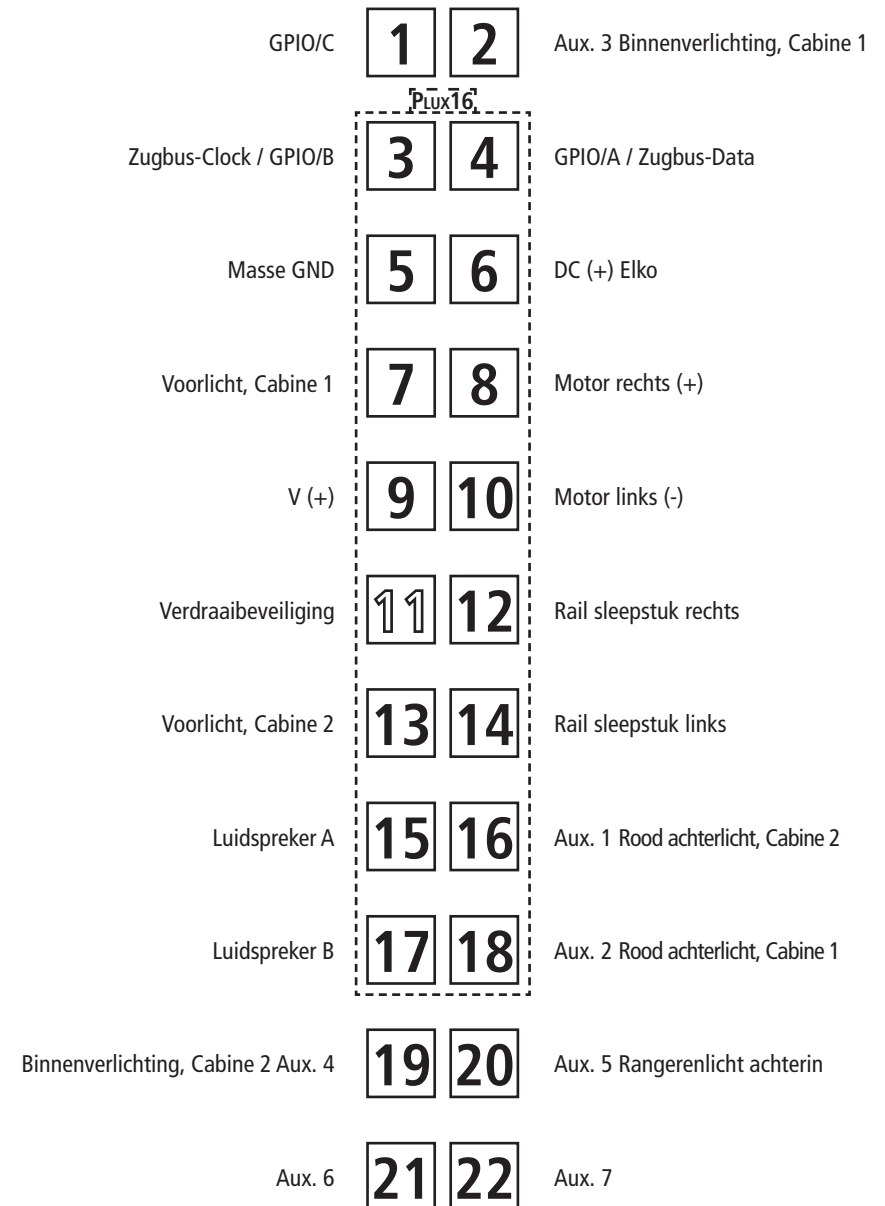 GPIO/C 1 2 Aux. 3 Binnenverlichting, Cabine 1
PLUX16
Zugbus-Clock / GPIO/B 3 4 GPIO/A / Zugbus-Data
Masse GND 5 6 DC (+) Elko
Voorlicht, Cabine 1 7 8 Motor rechts (+)
V (+) 9 10 Motor links (-)
Verdraaibeveiliging 11 12 Rail sleepstuk rechts
Voorlicht, Cabine 2 13 14 Rail sleepstuk links
Luidspreker A 15 16 Aux. 1 Rood achterlicht, Cabine 2
Luidspreker B 17 18 Aux. 2 Rood achterlicht, Cabine 1
Binnenverlichting, Cabine 2 Aux. 4 19 20 Aux. 5 Rangerenlicht achterin
Aux. 6 21 22 Aux. 7